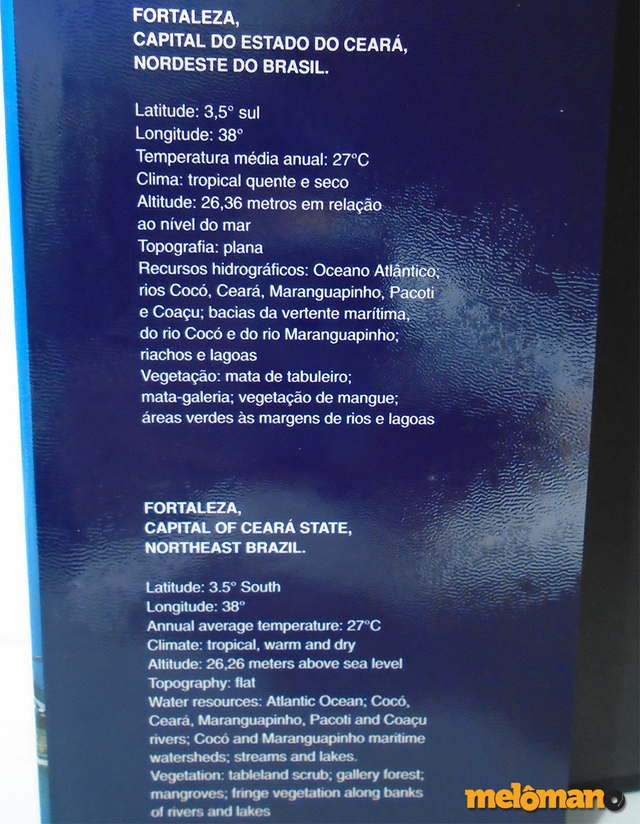 FORTALEZA,
CAPITAL DO ESTADO DO CEARÁ,
NORDESTE DO BRASIL.
Latitude: 3,5° sul
Longitude: 38°
Temperatura média anual: 27°C
Clima: tropical quente e seco
Altitude: 26,36 metros em relação
ao nível do mar
Topografia: plana
Recursos hidrográficos: Oceano Atlântico;
rios Cocó, Ceará, Maranguapinho, Pacoti
e Coaçu; bacias da vertente marítima,
do rio Cocó e do rio Maranguapinho;
riachos e lagoas
Vegetação: mata de tabuleiro;
mata-galeria; vegetação de mangue;
áreas verdes às margens de rios e lagoas
FORTALEZA,
CAPITAL OF CEARÁ STATE,
NORTHEAST BRAZIL.
Latitude: 3.5° South
Longitude: 38°
Annual average temperature: 27°C
Climate: tropical, warm and dry
Altitude: 26,26 meters above sea level
Topography: flat
Water resources: Atlantic Ocean; Cocó,
Ceará, Maranguapinho, Pacoti and Coaçu
rivers; Cocó and Maranguapinho maritime
watersheds; streams and lakes.
Vegetation: tableland scrub; gallery forest;
mangroves; fringe vegetation along banks
of rivers and lakes
melômano